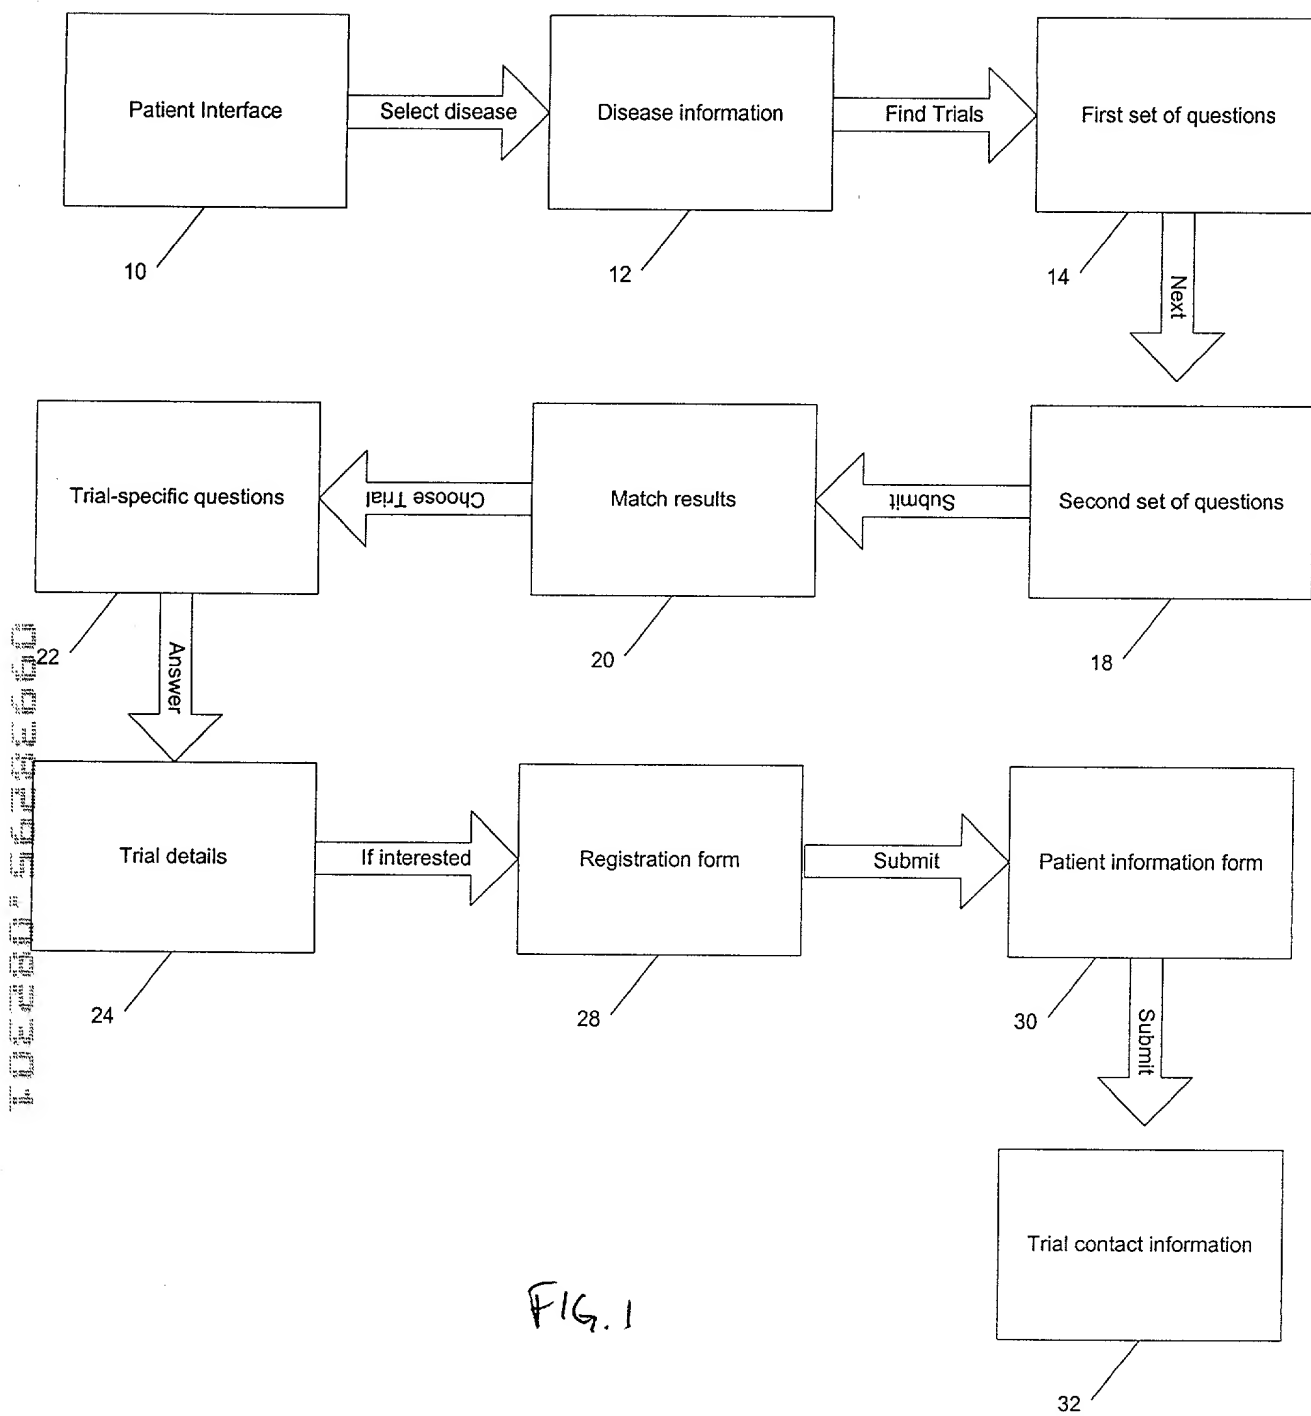 Patient Interface
Select disease
Disease information
Find Trials
First set of questions
10
12
14
Next
Second set of questions
Submit
Match results
Choose Trial
Trial-specific questions
18
20
22
Answer
Trial details
If interested
Registration form
Submit
Patient information form
24
28
30
Submit
Trial contact information
32
FIG. 1